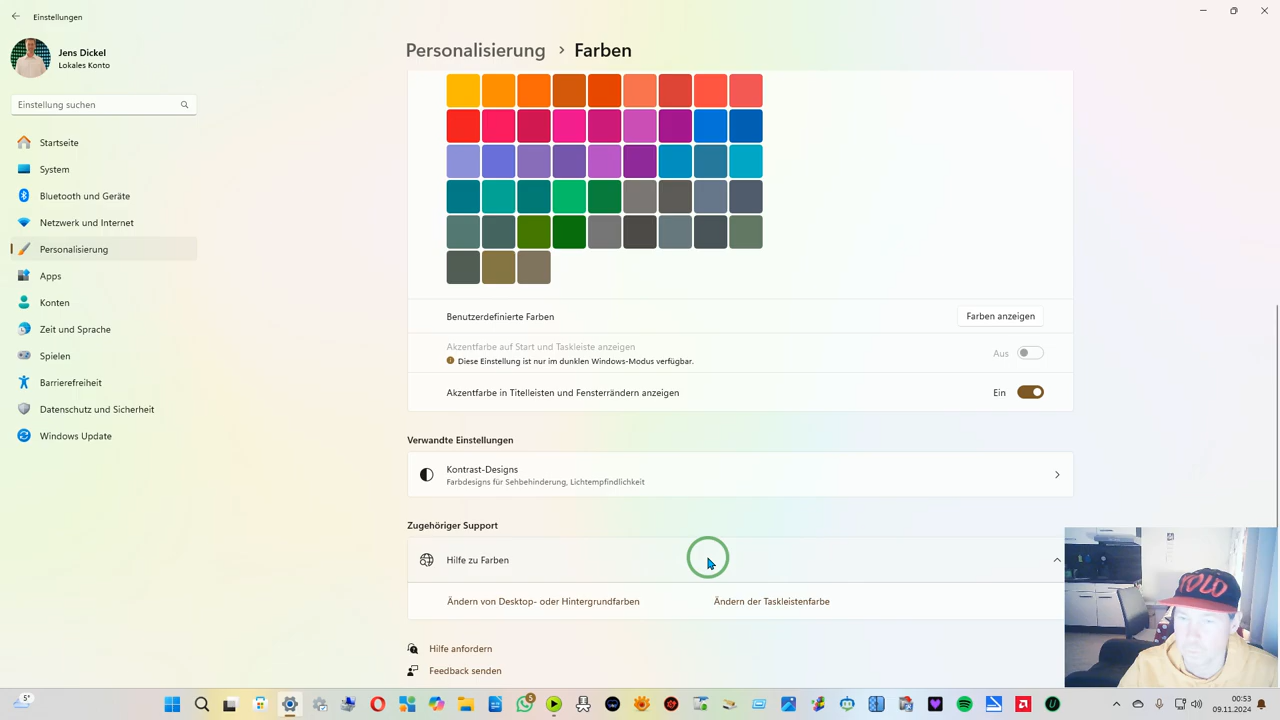 Einstellungen
Jens Dickel
Lokales Konto
Einstellung suchen
Startseite
System
Bluetooth und Geräte
Netzwerk und Internet
Personalisierung
Apps
Konten
Zeit und Sprache
Spielen
Barrierefreiheit
Datenschutz und Sicherheit
Windows Update
Personalisierung › Farben
Benutzerdefinierte Farben
Farben anzeigen
Akzentfarbe auf Start und Taskleiste anzeigen
Aus
Diese Einstellung ist nur im dunklen Windows-Modus verfügbar.
Akzentfarbe in Titelleisten und Fensterrändern anzeigen
Ein
Verwandte Einstellungen
Kontrast-Designs
Farbdesigns für Sehbehinderung, Lichtempfindlichkeit
Zugehöriger Support
Hilfe zu Farben
Ändern von Desktop- oder Hintergrundfarben
Ändern der Taskleistenfarbe
Hilfe anfordern
Feedback senden
5°
5
00:53
09.11.2024